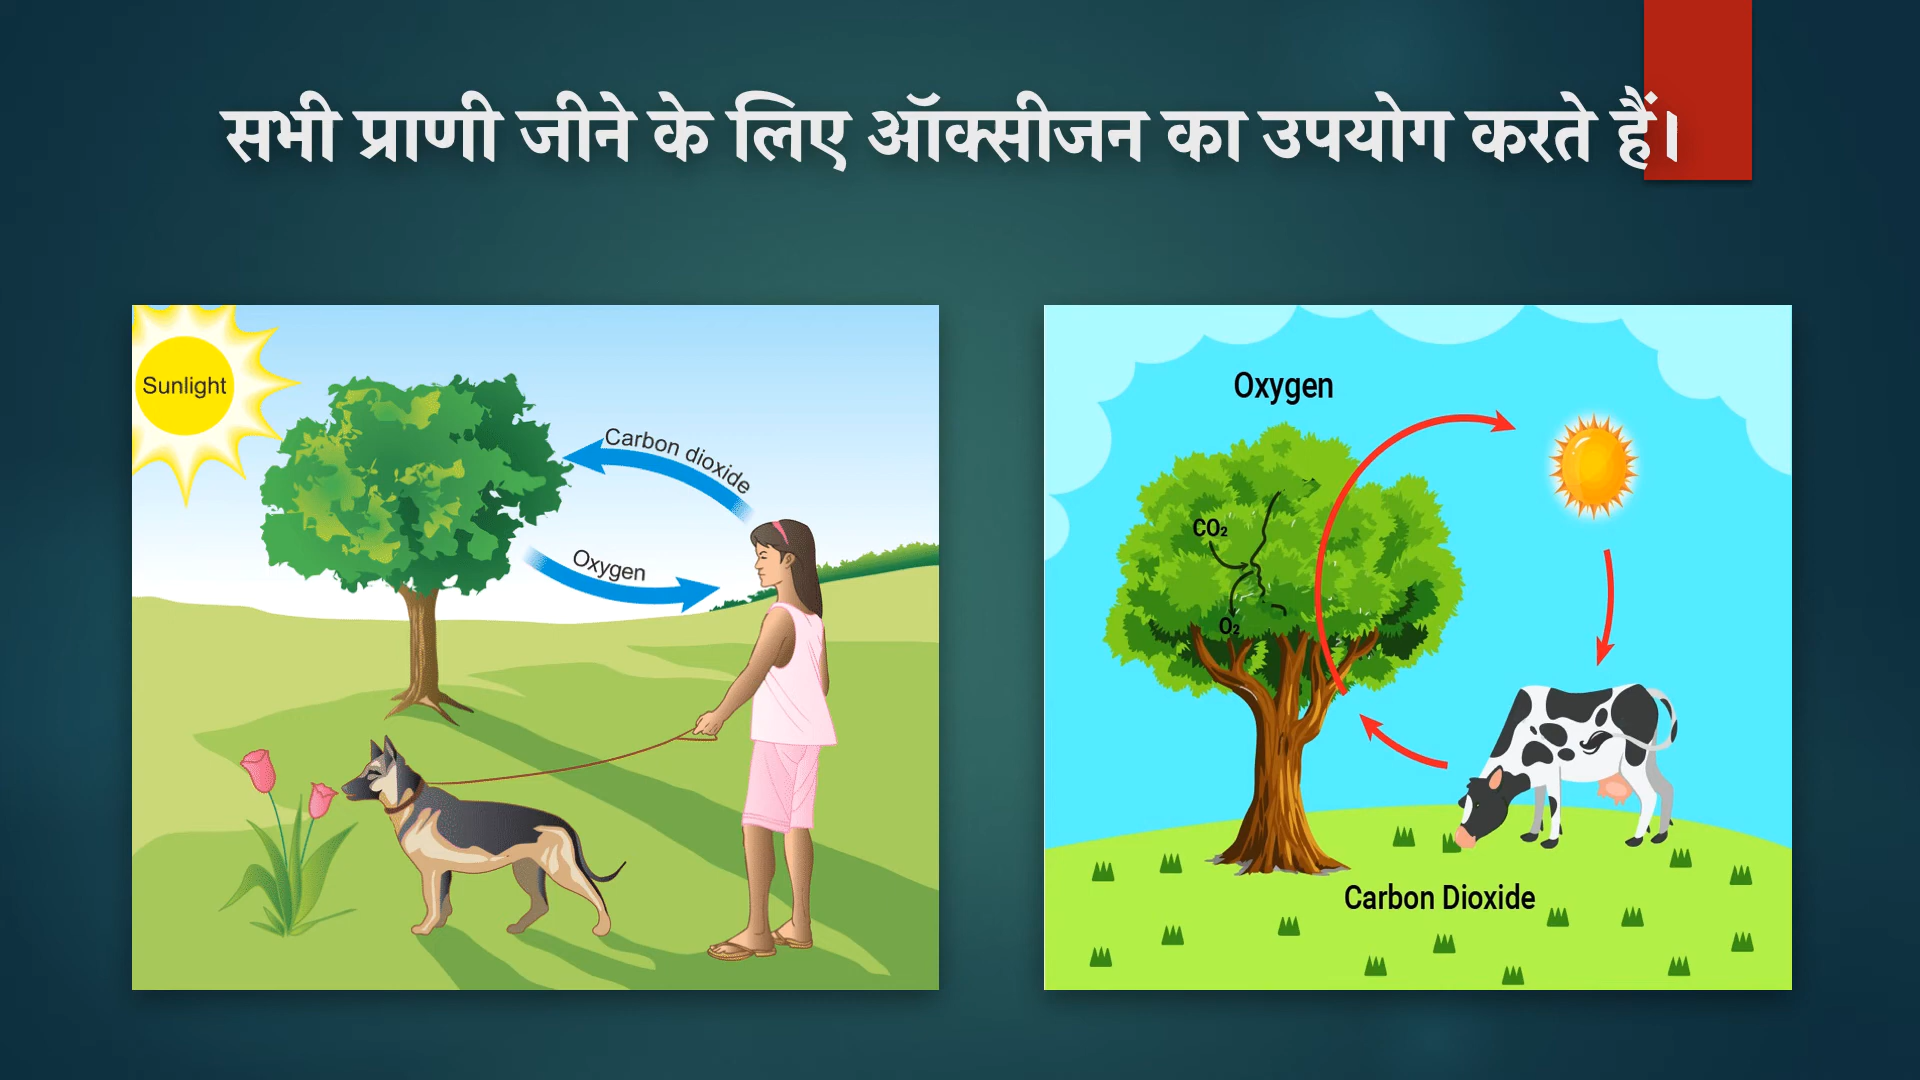 सभी प्राणी जीने के लिए ऑक्सीजन का उपयोग करते हैं।
Sunlight
Carbon dioxide
Oxygen
Oxygen
CO₂
O₂
Carbon Dioxide